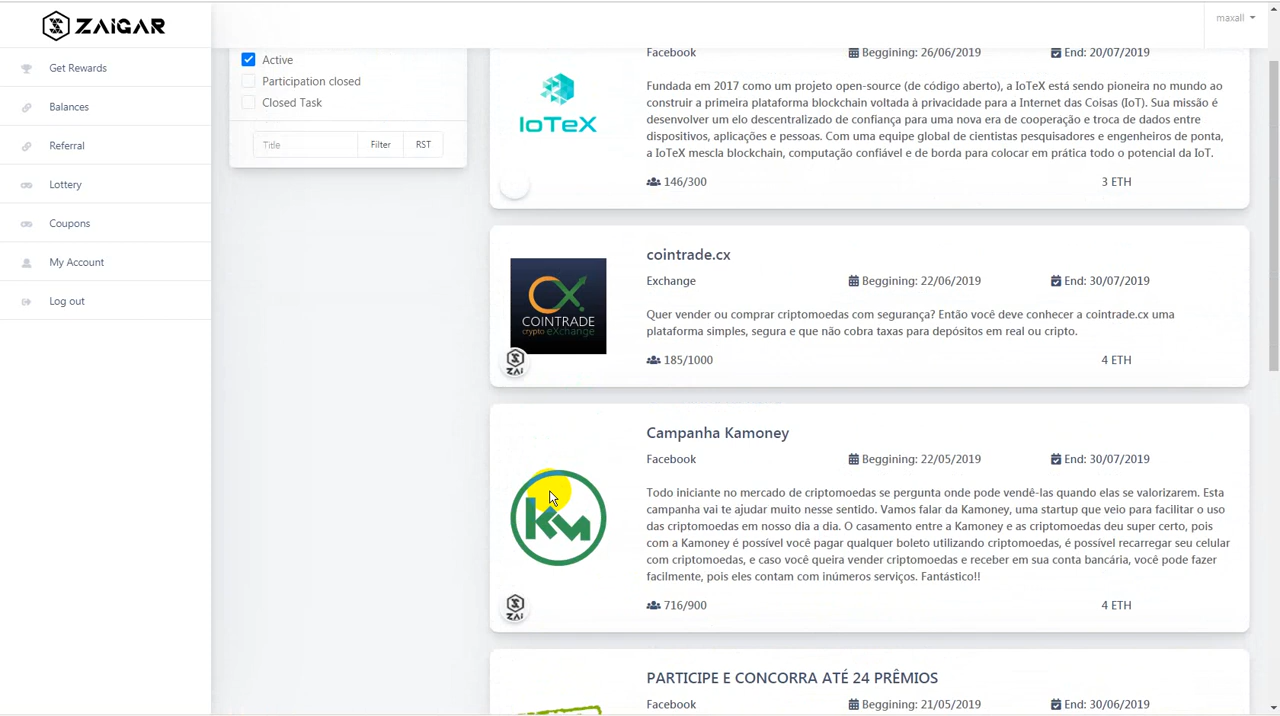 ZAIGAR
maxall
Get Rewards
Balances
Referral
Lottery
Coupons
My Account
Log out
Active
Participation closed
Closed Task
Title
Filter
RST
Facebook
Beggining: 26/06/2019
End: 20/07/2019
IoTeX
Fundada em 2017 como um projeto open-source (de código aberto), a IoTeX está sendo pioneira no mundo ao
construir a primeira plataforma blockchain voltada à privacidade para a Internet das Coisas (IoT). Sua missão é
desenvolver um elo descentralizado de confiança para uma nova era de cooperação e troca de dados entre
dispositivos, aplicações e pessoas. Com uma equipe global de cientistas pesquisadores e engenheiros de ponta,
a IoTeX mescla blockchain, computação confiável e de borda para colocar em prática todo o potencial da IoT.
146/300
3 ETH
cointrade.cx
Exchange
Beggining: 22/06/2019
End: 30/07/2019
CX
COINTRADE
crypto eXchange
ZAI
Quer vender ou comprar criptomoedas com segurança? Então você deve conhecer a cointrade.cx uma
plataforma simples, segura e que não cobra taxas para depósitos em real ou cripto.
185/1000
4 ETH
Campanha Kamoney
Facebook
Beggining: 22/05/2019
End: 30/07/2019
KM
ZAI
Todo iniciante no mercado de criptomoedas se pergunta onde pode vendê-las quando elas se valorizarem. Esta
campanha vai te ajudar muito nesse sentido. Vamos falar da Kamoney, uma startup que veio para facilitar o uso
das criptomoedas em nosso dia a dia. O casamento entre a Kamoney e as criptomoedas deu super certo, pois
com a Kamoney é possível você pagar qualquer boleto utilizando criptomoedas, é possível recarregar seu celular
com criptomoedas, e caso você queira vender criptomoedas e receber em sua conta bancária, você pode fazer
facilmente, pois eles contam com inúmeros serviços. Fantástico!!
716/900
4 ETH
PARTICIPE E CONCORRA ATÉ 24 PRÊMIOS
Facebook
Beggining: 21/05/2019
End: 30/06/2019